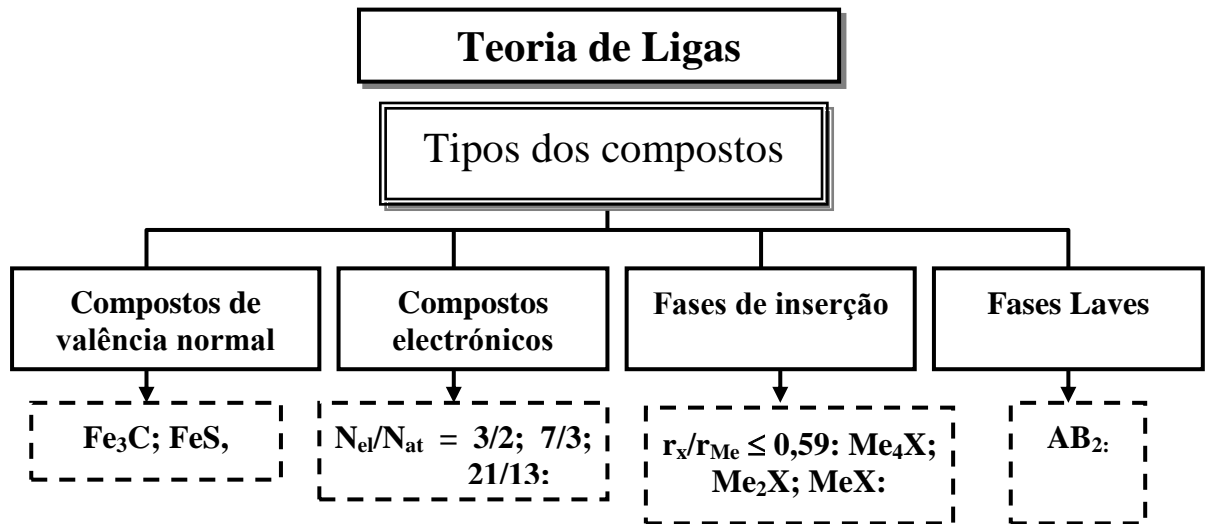 Teoria de Ligas
Tipos dos compostos
Compostos de
valência normal
Compostos
electrónicos
Fases de inserção
Fases Laves
Fe₃C; FeS,
Nₑₗ/Nₐₜ = 3/2; 7/3;
21/13:
rₓ/r_Me ≤ 0,59: Me₄X;
Me₂X; MeX:
AB₂: